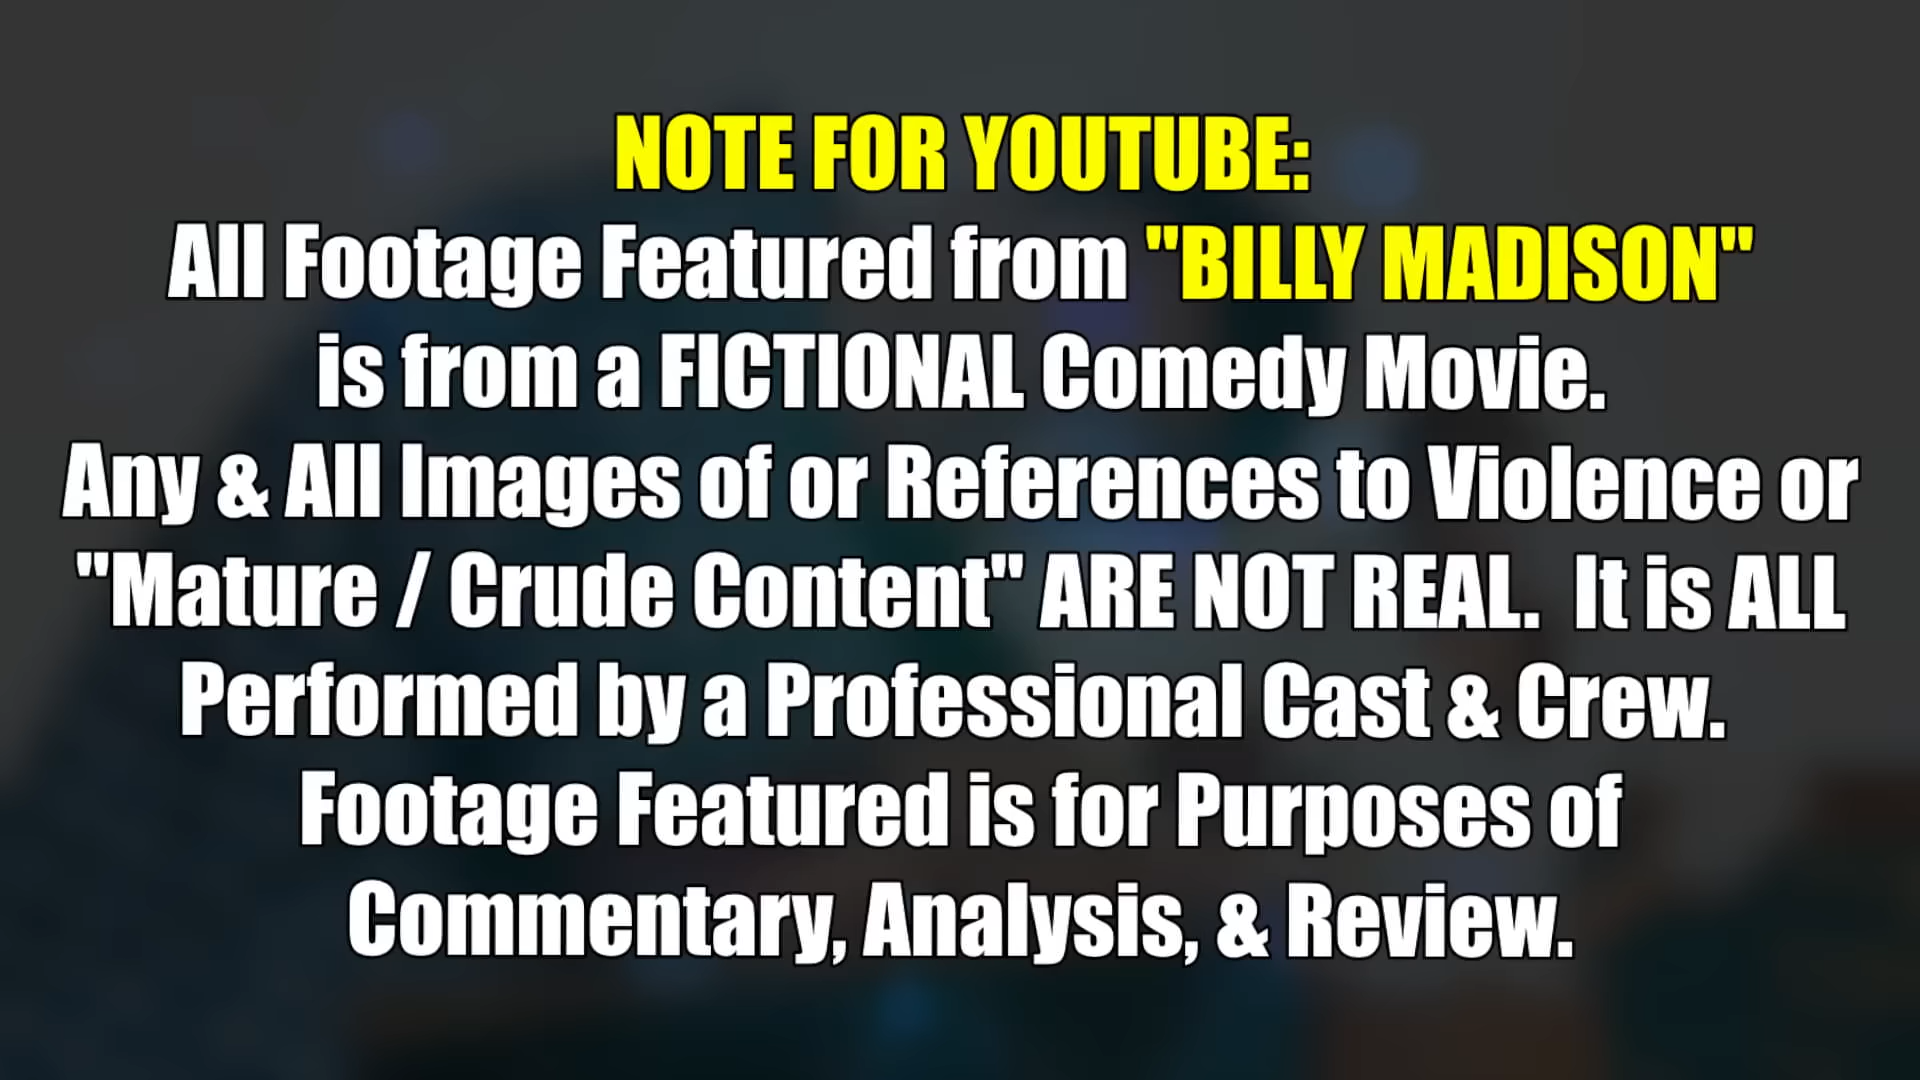 NOTE FOR YOUTUBE:
All Footage Featured from "BILLY MADISON"
is from a FICTIONAL Comedy Movie.
Any & All Images of or References to Violence or
"Mature / Crude Content" ARE NOT REAL.  It is ALL
Performed by a Professional Cast & Crew.
Footage Featured is for Purposes of
Commentary, Analysis, & Review.